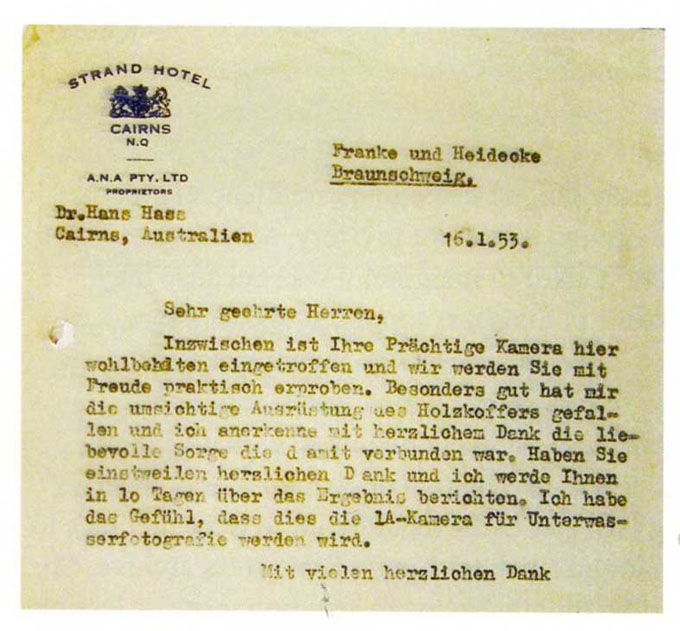 STRAND HOTEL
CAIRNS
N.Q
A.N.A PTY. LTD
PROPRIETORS
Franke und Heidecke
Braunschweig.
Dr.Hans Hass
Cairns, Australien
16.1.53.
Sehr geehrte Herren,
Inzwischen ist Ihre Prächtige Kamera hier
wohlbehlten eingetroffen und wir werden Sie mit
Freude praktisch erproben. Besonders gut hat mir
die umsichtige Ausrüstung des Holzkoffers gefal-
len und ich anerkenne mit herzlichem Dank die lie-
bevolle Sorge die d amit verbunden war. Haben Sie
einstweilen herzlichen D ank und ich werde Ihnen
in 1o Tagen über das Ergebnis berichten. Ich habe
das Gefühl, dass dies die 1A-Kamera für Unterwas-
serfotografie werden wird.
Mit vielen herzlichen Dank